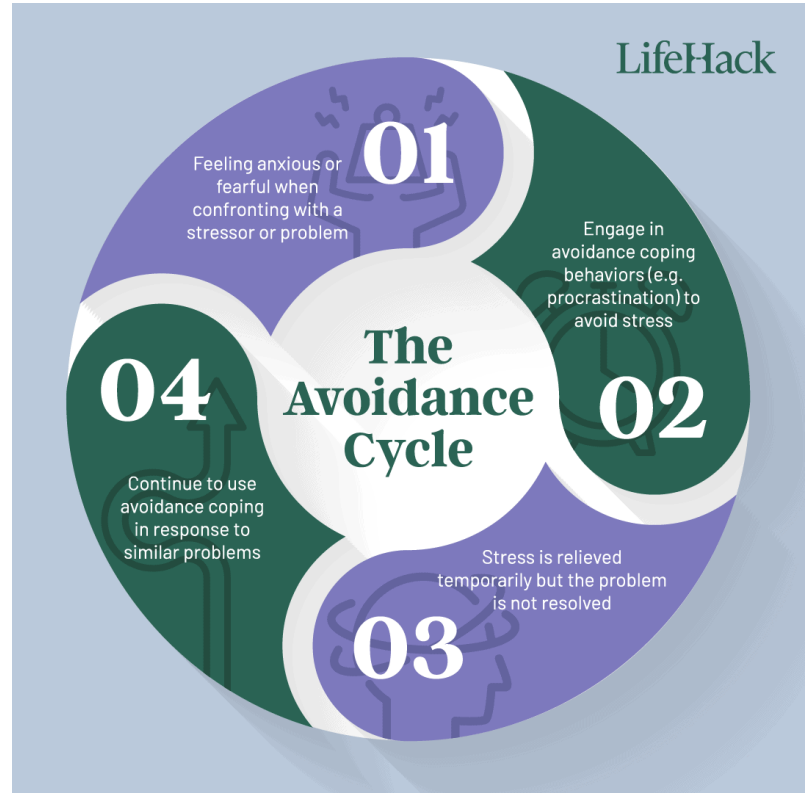 LifeHack
01
Feeling anxious or
fearful when
confronting with a
stressor or problem
Engage in
avoidance coping
behaviors (e.g.
procrastination) to
avoid stress
02
The
Avoidance
Cycle
Stress is relieved
temporarily but the problem
is not resolved
03
04
Continue to use
avoidance coping
in response to
similar problems